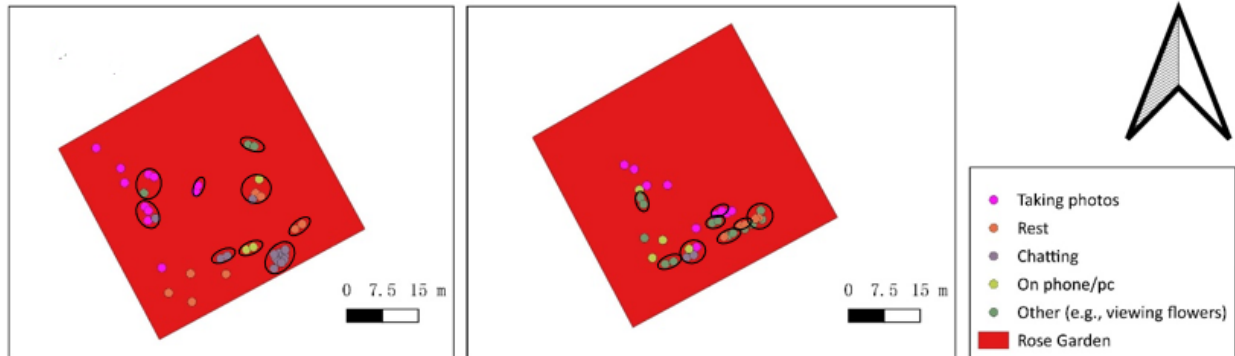 0 7.5 15 m
0 7.5 15 m
Taking photos
Rest
Chatting
On phone/pc
Other (e.g., viewing flowers)
Rose Garden